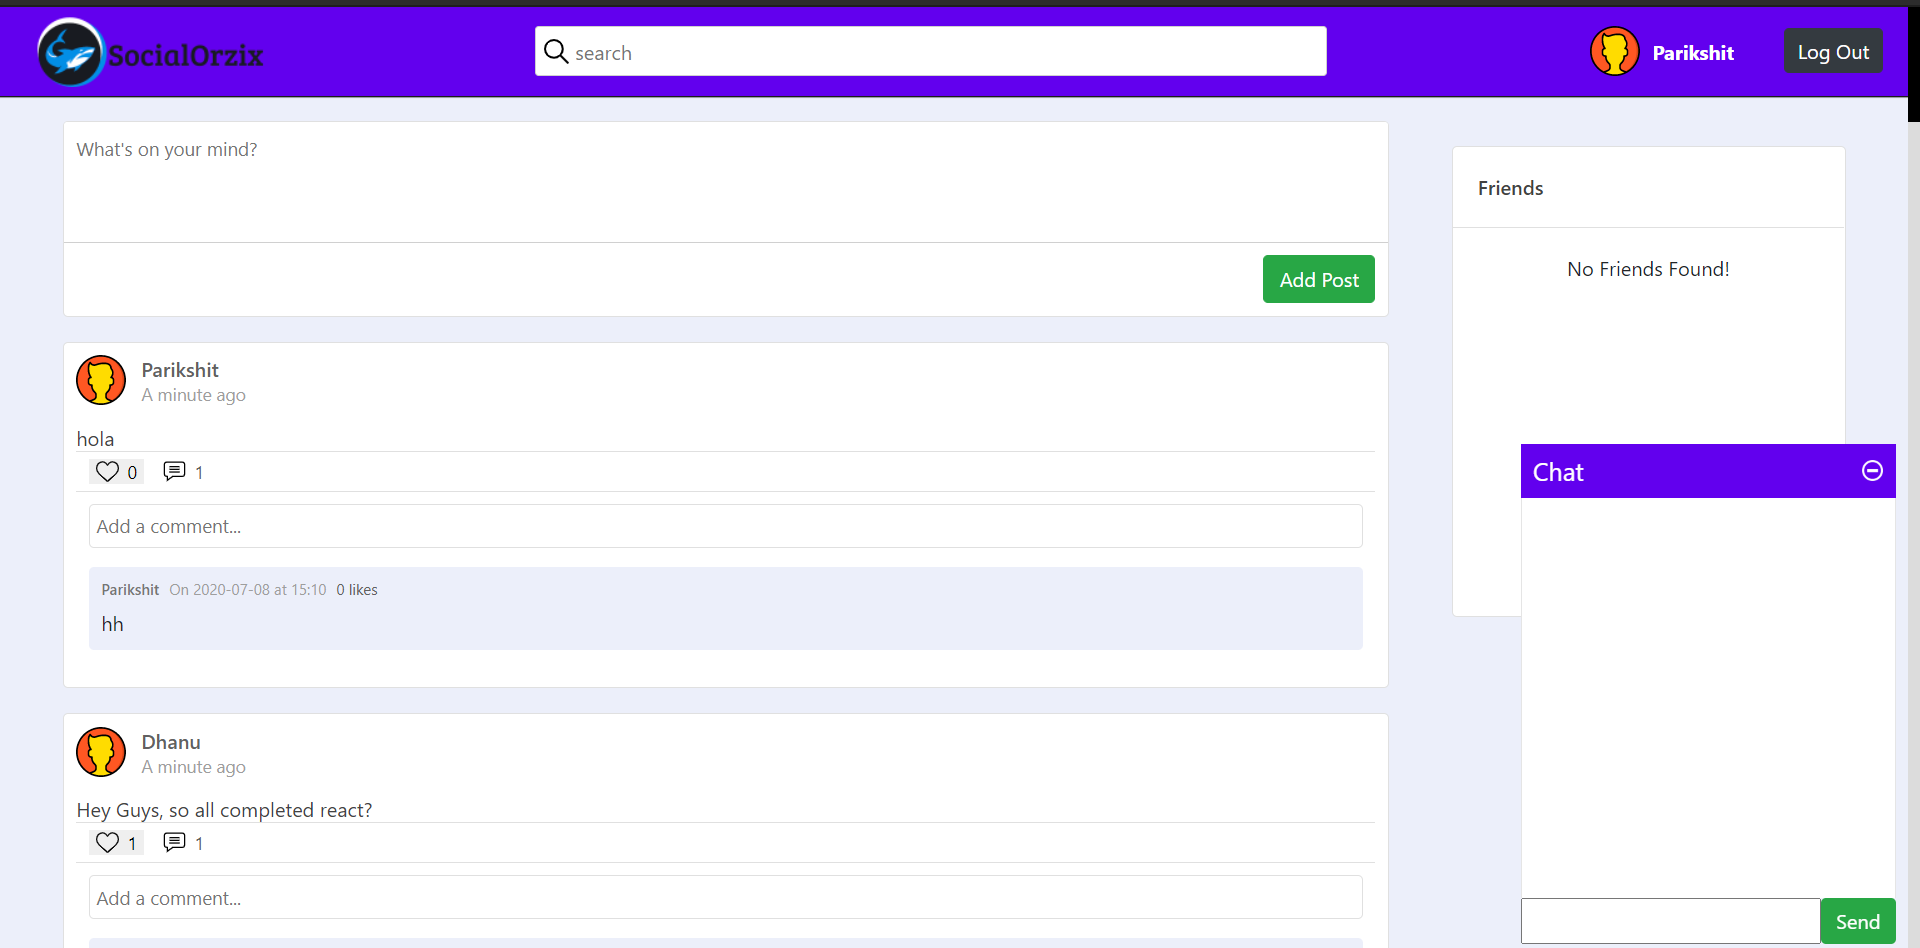 SocialOrzix
search
Parikshit
Log Out
What's on your mind?
Add Post
Parikshit
A minute ago
hola
0 1
Add a comment...
Parikshit On 2020-07-08 at 15:10 0 likes
hh
Dhanu
A minute ago
Hey Guys, so all completed react?
1 1
Add a comment...
Friends
No Friends Found!
Chat
Send